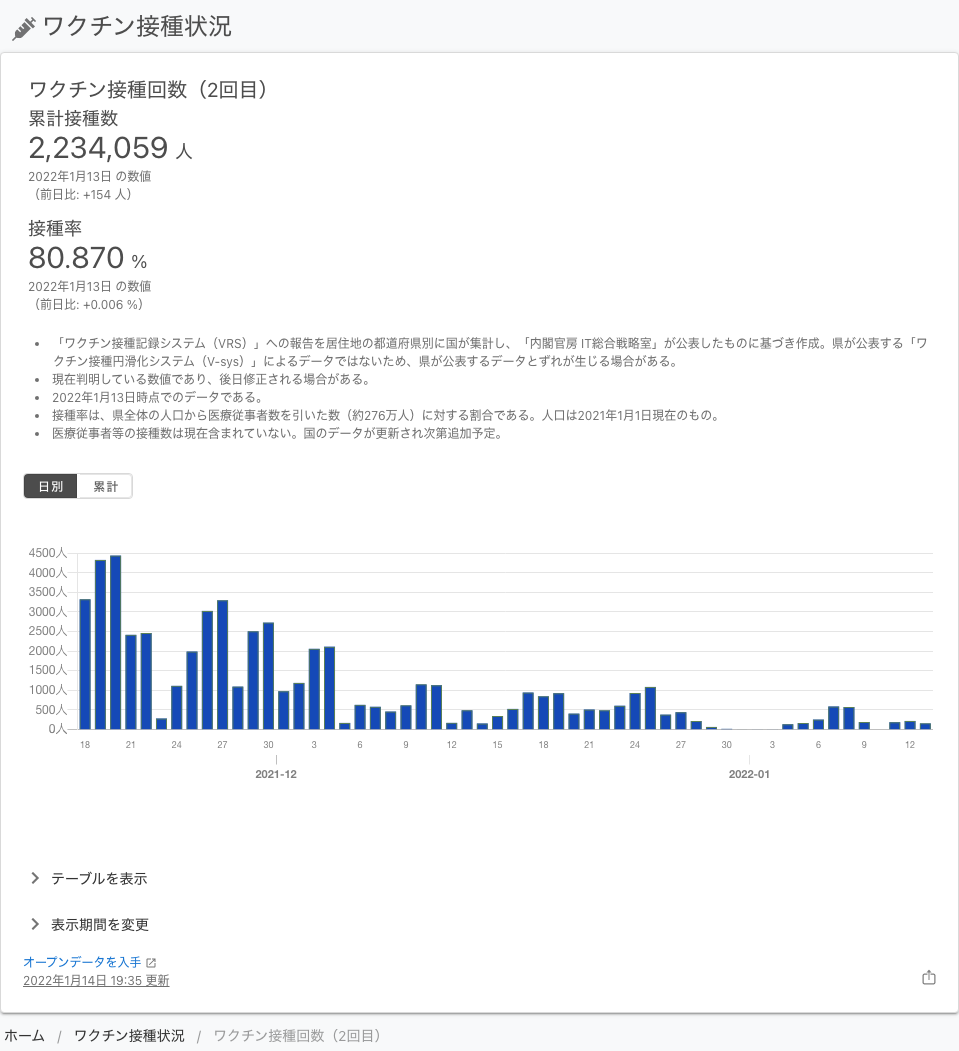 ワクチン接種状況
ワクチン接種回数（2回目）
累計接種数
2,234,059 人
2022年1月13日 の数値
（前日比: +154 人）
接種率
80.870 %
2022年1月13日 の数値
（前日比: +0.006 %）
• 「ワクチン接種記録システム（VRS）」への報告を居住地の都道府県別に国が集計し、「内閣官房 IT総合戦略室」が公表したものに基づき作成。県が公表する「ワ
クチン接種円滑化システム（V-sys）」によるデータではないため、県が公表するデータとずれが生じる場合がある。
• 現在判明している数値であり、後日修正される場合がある。
• 2022年1月13日時点でのデータである。
• 接種率は、県全体の人口から医療従事者数を引いた数（約276万人）に対する割合である。人口は2021年1月1日現在のもの。
• 医療従事者等の接種数は現在含まれていない。国のデータが更新され次第追加予定。
日別 累計
4500人
4000人
3500人
3000人
2500人
2000人
1500人
1000人
500人
0人
18 21 24 27 30 3 6 9 12 15 18 21 24 27 30 3 6 9 12
2021-12 2022-01
テーブルを表示
表示期間を変更
オープンデータを入手
2022年1月14日 19:35 更新
ホーム / ワクチン接種状況 / ワクチン接種回数（2回目）